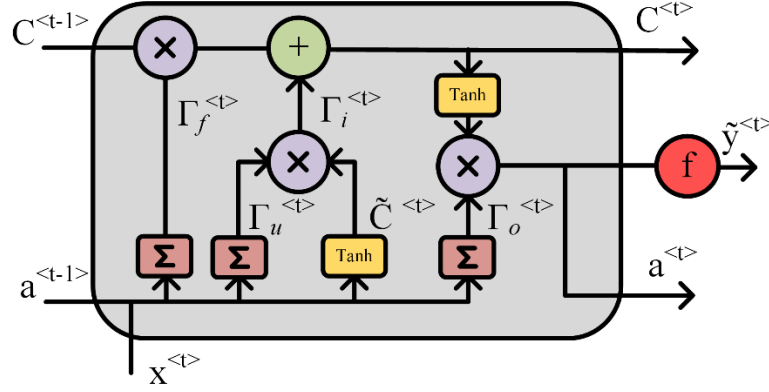 C<t-1>
C<t>
× + Tanh
Γf<t> Γi<t>
× × f ỹ<t>
Γu<t> C̃ <t> Γo<t>
Σ Σ Tanh Σ
a<t-1>
a<t>
x<t>